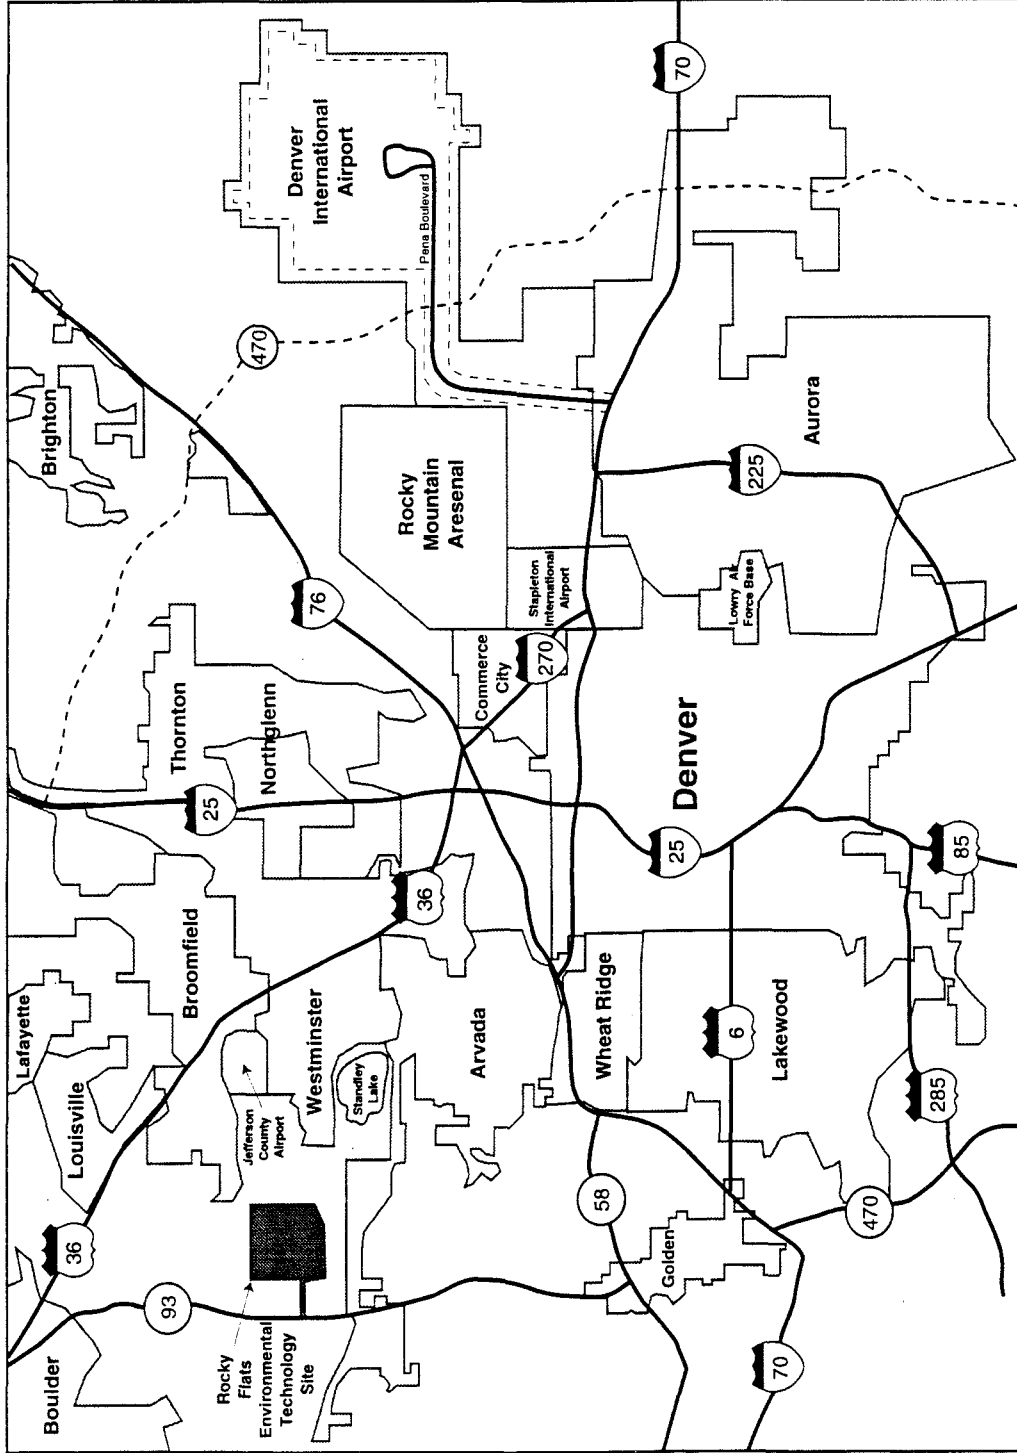 Boulder
36
Louisville
Lafayette
Brighton
93
Broomfield
Thornton
25
470
Rocky
Flats
Environmental
Technology
Site
Jefferson
County
Airport
Westminster
Northglenn
76
Denver
International
Airport
Standley
Lake
36
Rocky
Mountain
Aresenal
Pena Boulevard
Arvada
Commerce
City
270
Stapleton
International
Airport
58
Wheat Ridge
Golden
25
Denver
70
6
Lowry Air
Force Base
225
70
Lakewood
Aurora
470
285
85